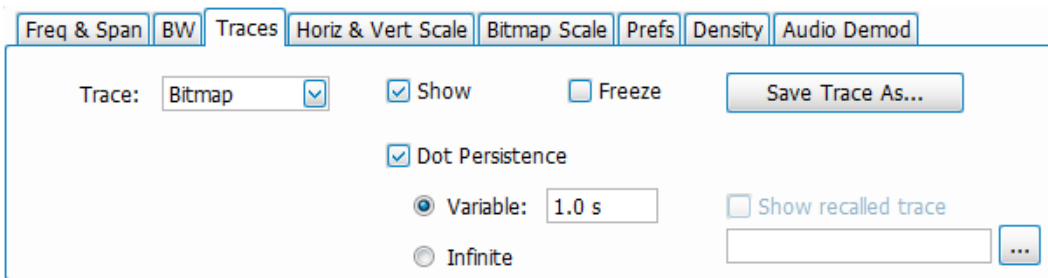 Freq & Span BW Traces Horiz & Vert Scale Bitmap Scale Prefs Density Audio Demod
Trace: Bitmap Show Freeze Save Trace As...
Dot Persistence
Variable: 1.0 s Show recalled trace
Infinite ...